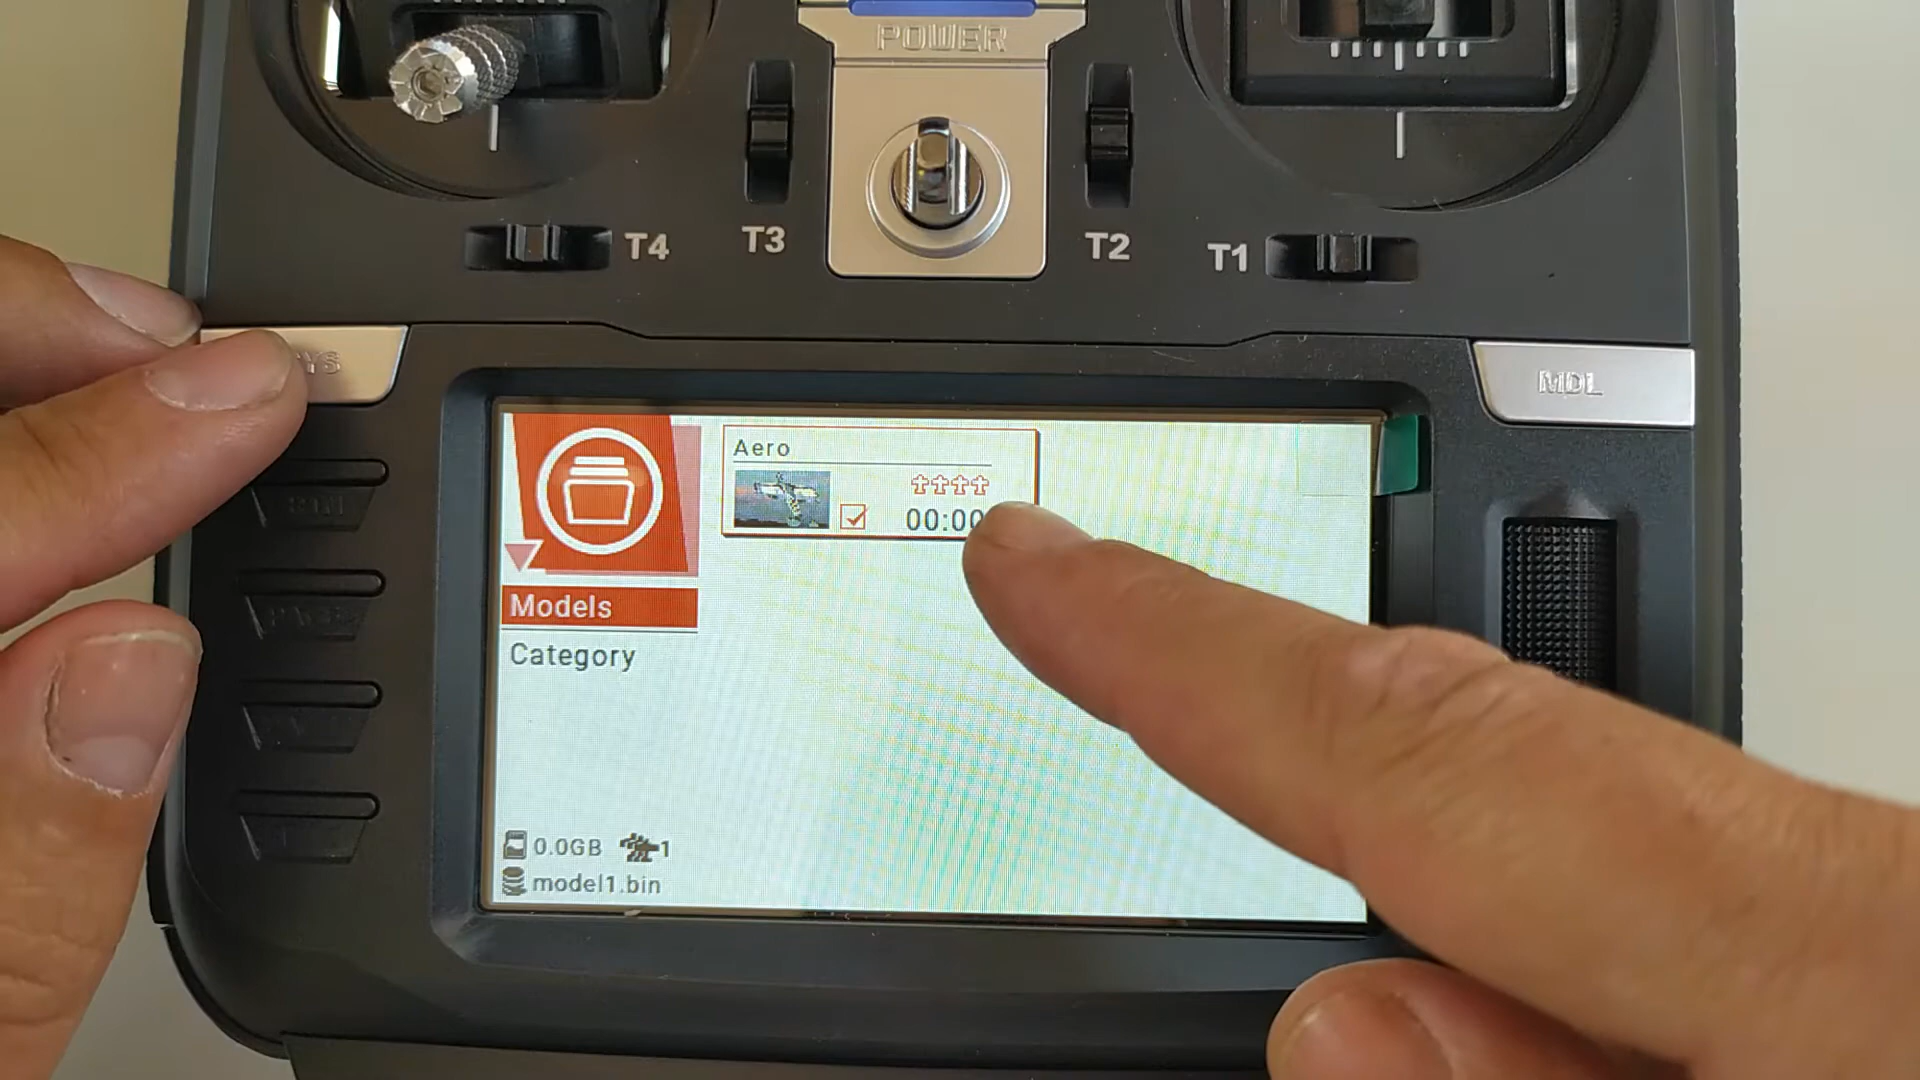 POWER
T4
T3
T2
T1
MDL
Aero
00:00
Models
Category
0.0GB
1
model1.bin